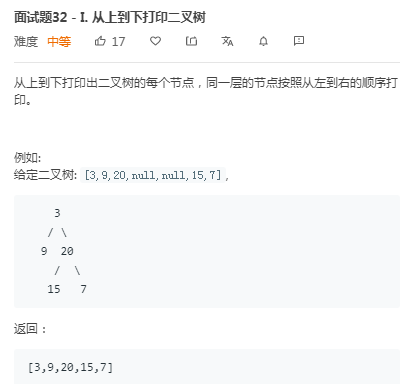 面试题32 - I. 从上到下打印二叉树
难度 中等 17
从上到下打印出二叉树的每个节点，同一层的节点按照从左到右的顺序打
印。
例如:
给定二叉树: [3,9,20,null,null,15,7],
3
/ \
9 20
/ \
15 7
返回：
[3,9,20,15,7]